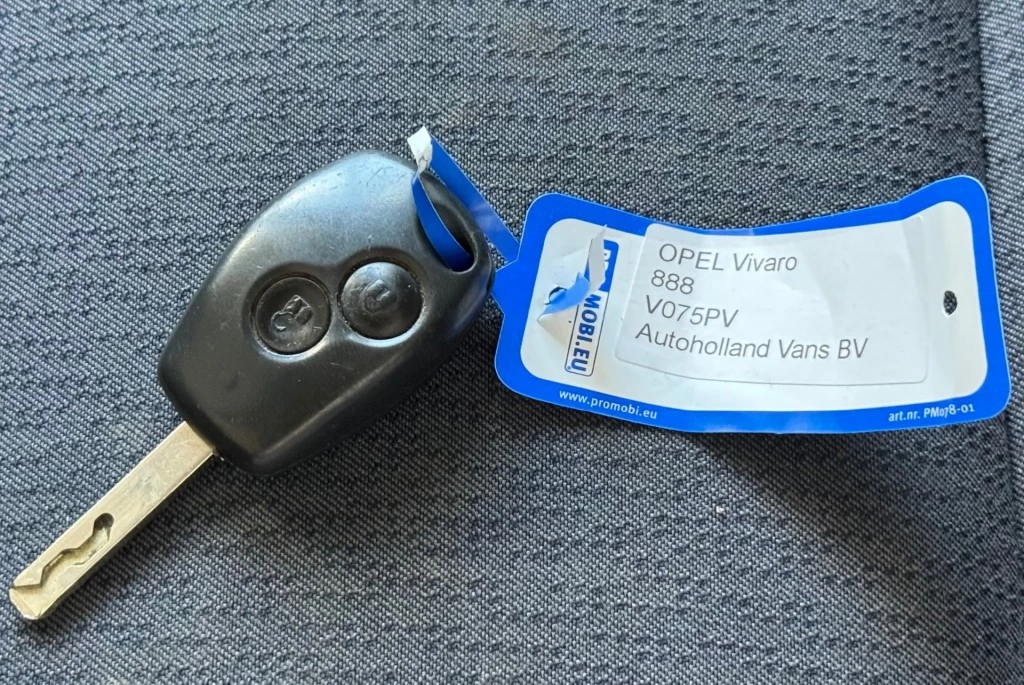 OPEL Vivaro
888
V075PV
Autoholland Vans BV
MOBI.EU
www.promobi.eu
art.nr. PM078-01